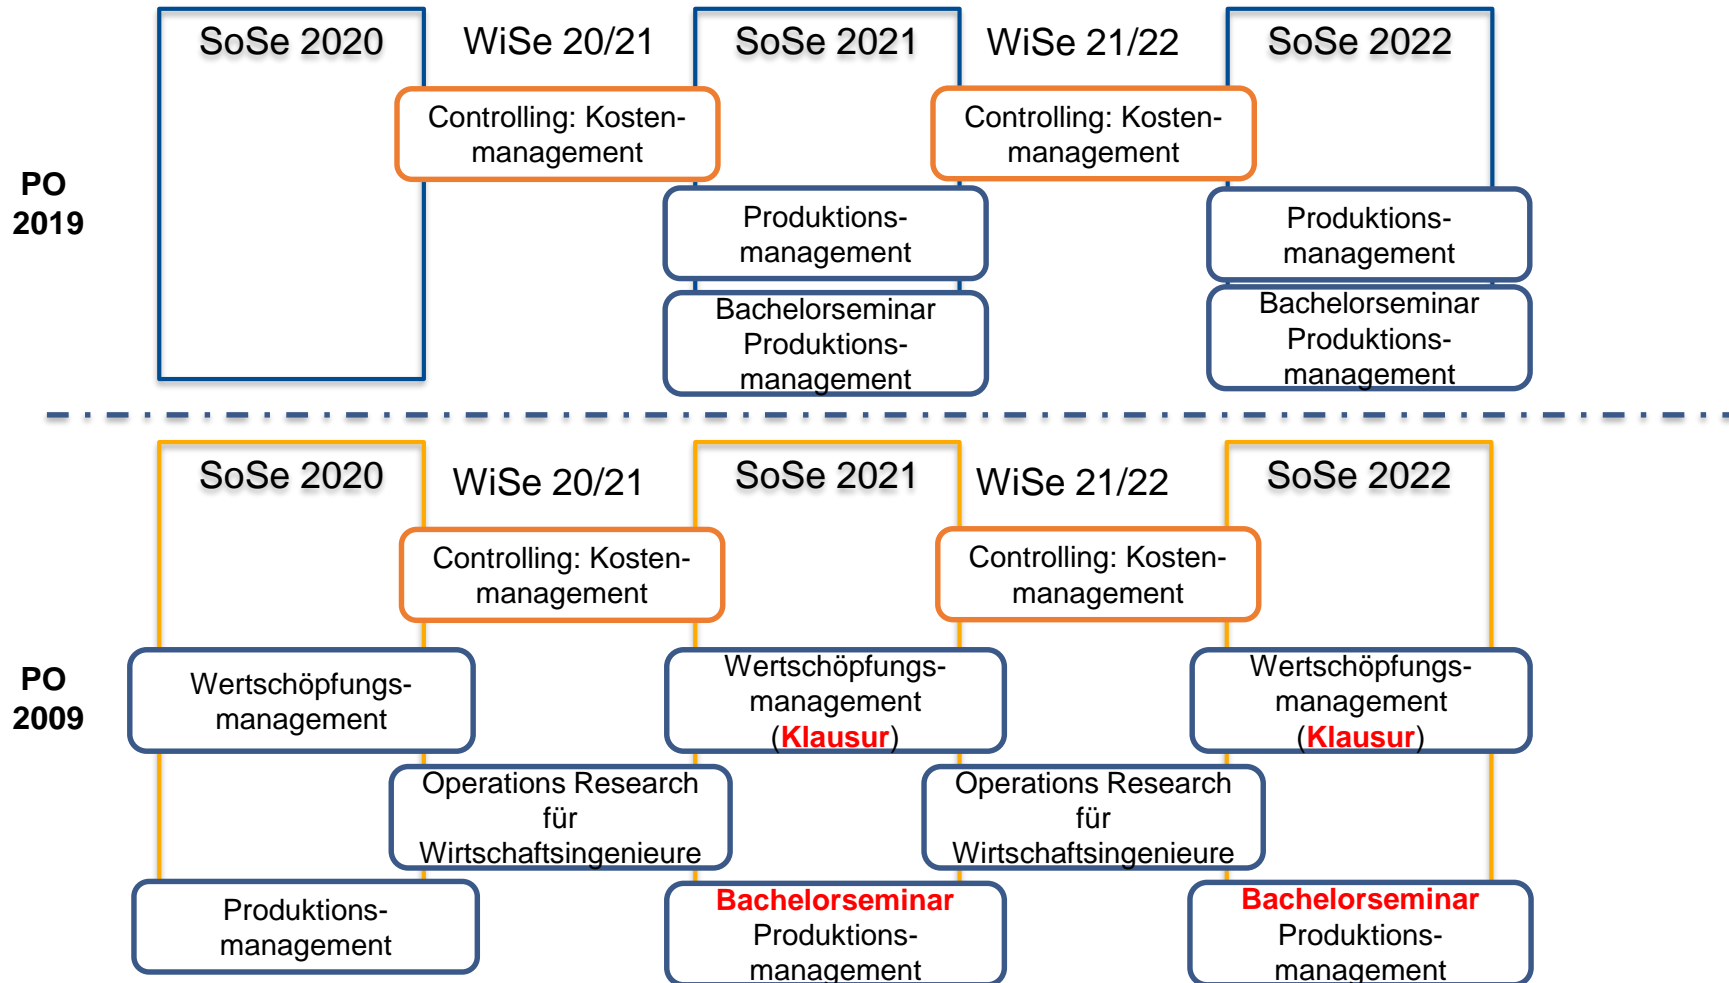 SoSe 2020
WiSe 20/21
SoSe 2021
WiSe 21/22
SoSe 2022
PO
2019
Controlling: Kosten-
management
Controlling: Kosten-
management
Produktions-
management
Produktions-
management
Bachelorseminar
Produktions-
management
Bachelorseminar
Produktions-
management
SoSe 2020
WiSe 20/21
SoSe 2021
WiSe 21/22
SoSe 2022
PO
2009
Controlling: Kosten-
management
Controlling: Kosten-
management
Wertschöpfungs-
management
Wertschöpfungs-
management
(Klausur)
Wertschöpfungs-
management
(Klausur)
Operations Research
für
Wirtschaftsingenieure
Operations Research
für
Wirtschaftsingenieure
Produktions-
management
Bachelorseminar
Produktions-
management
Bachelorseminar
Produktions-
management